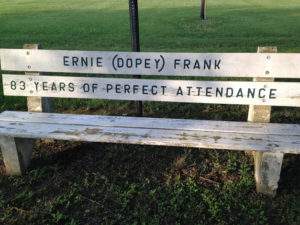 ERNIE (DOPEY) FRANK
83 YEARS OF PERFECT ATTENDANCE